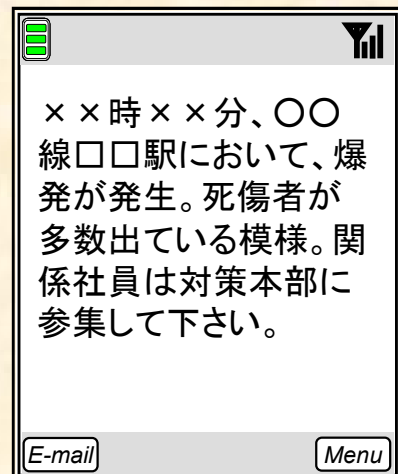 ××時××分、〇〇
線□□駅において、爆
発が発生。死傷者が
多数出ている模様。関
係社員は対策本部に
参集して下さい。
E-mail Menu